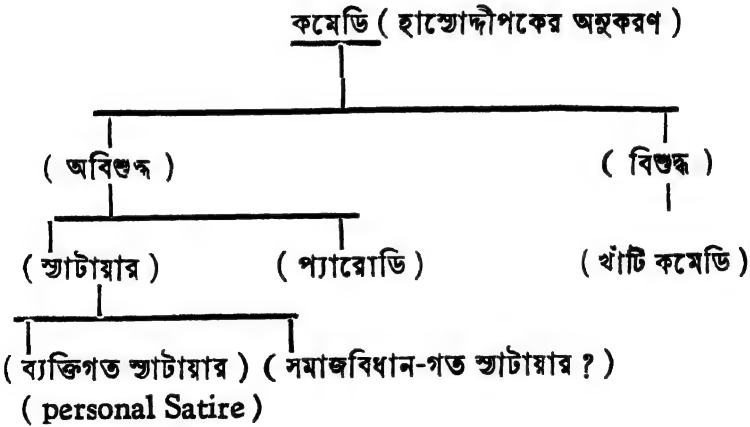 কমেডি ( হাস্যোদ্দীপকের অনুকরণ )
( অবিশুদ্ধ ) ( বিশুদ্ধ )
( স্যাটায়ার ) ( প্যারোডি ) ( খাঁটি কমেডি )
( ব্যক্তিগত স্যাটায়ার ) ( সমাজবিধান-গত স্যাটায়ার ? )
( personal Satire )